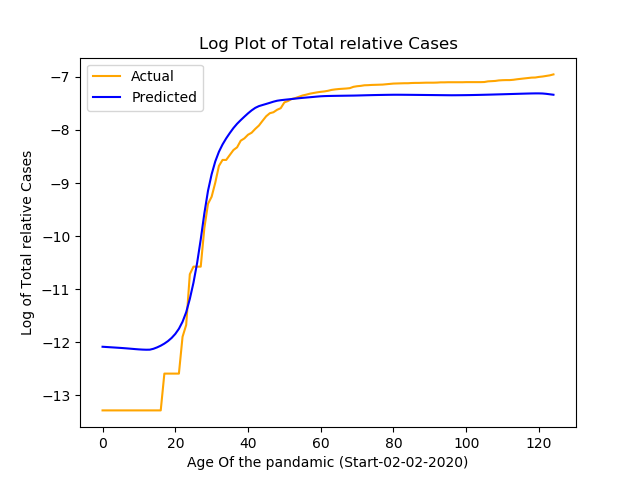 Log Plot of Total relative Cases
Actual
Predicted
Log of Total relative Cases
−7
−8
−9
−10
−11
−12
−13
0 20 40 60 80 100 120
Age Of the pandamic (Start-02-02-2020)